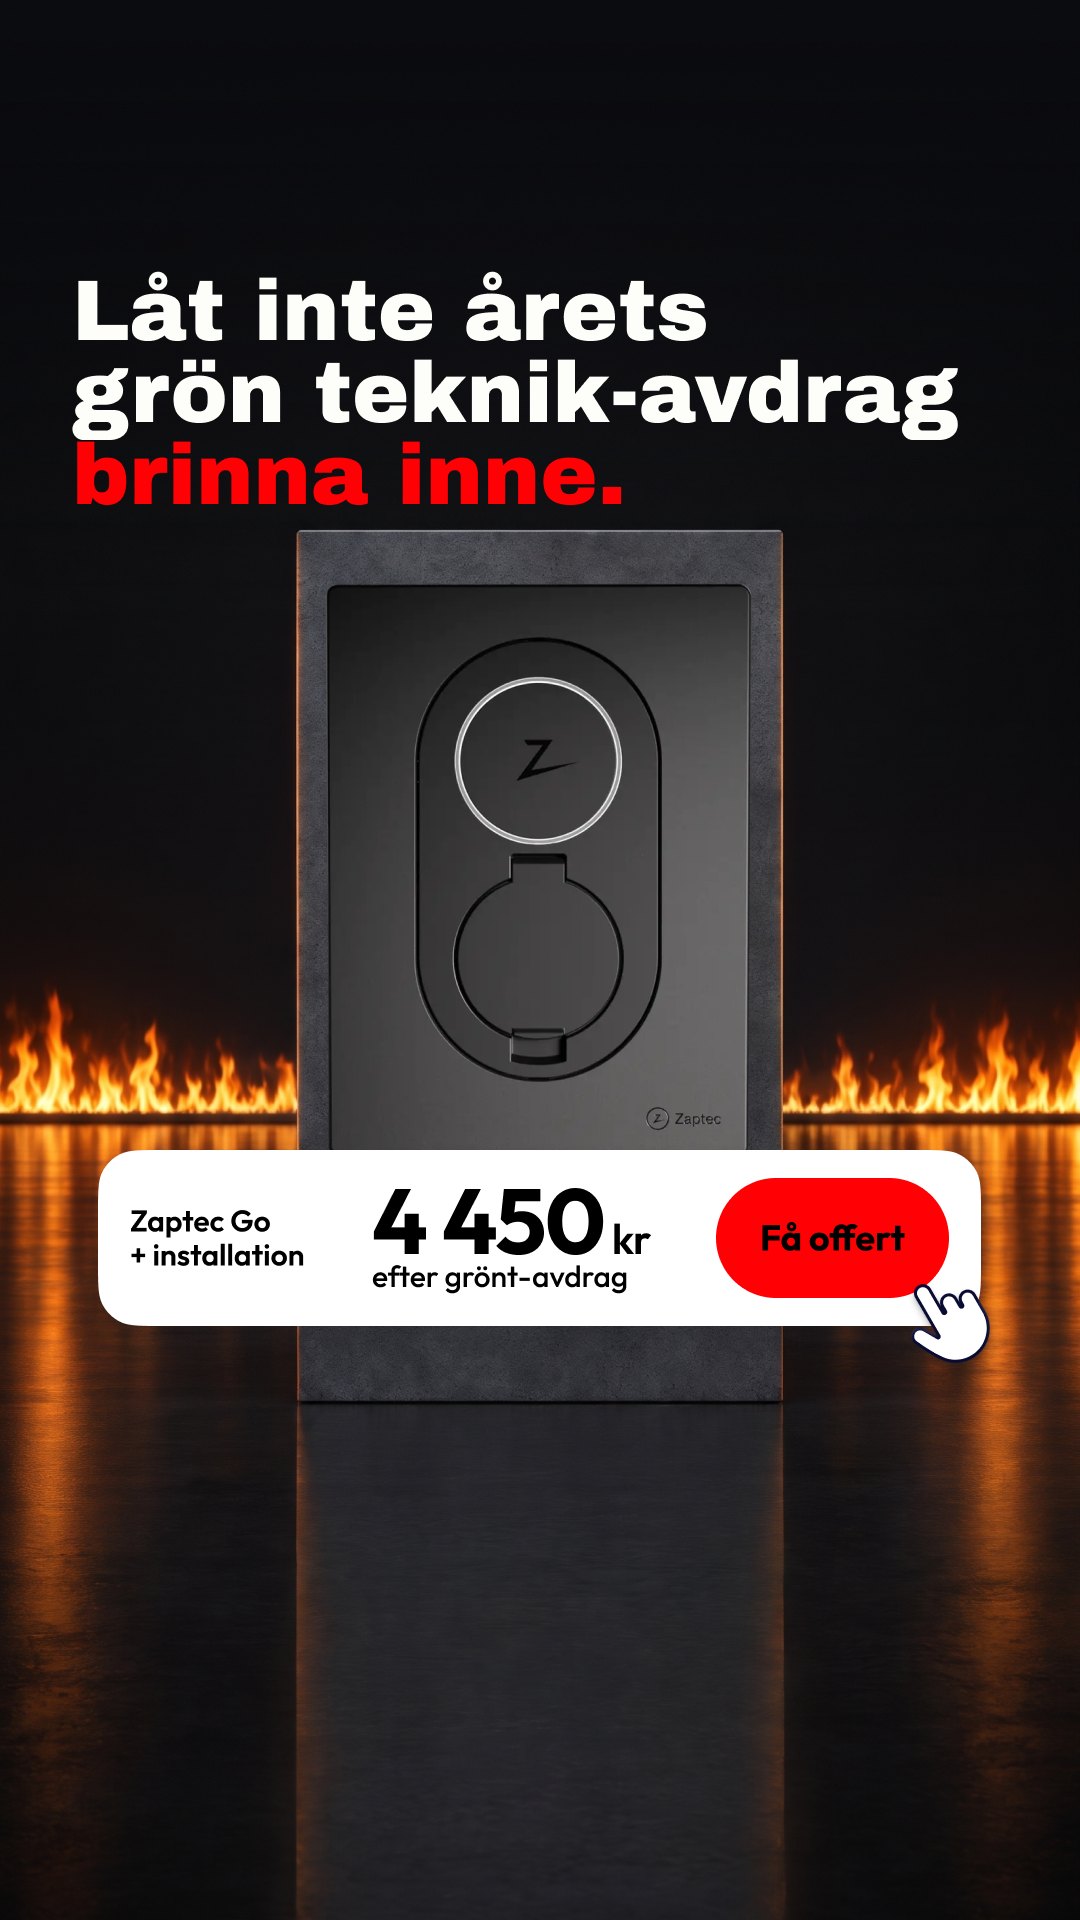 Låt inte årets
grön teknik-avdrag
brinna inne.
Z
Zaptec
Zaptec Go
+ installation
4 450 kr
efter grönt-avdrag
Få offert